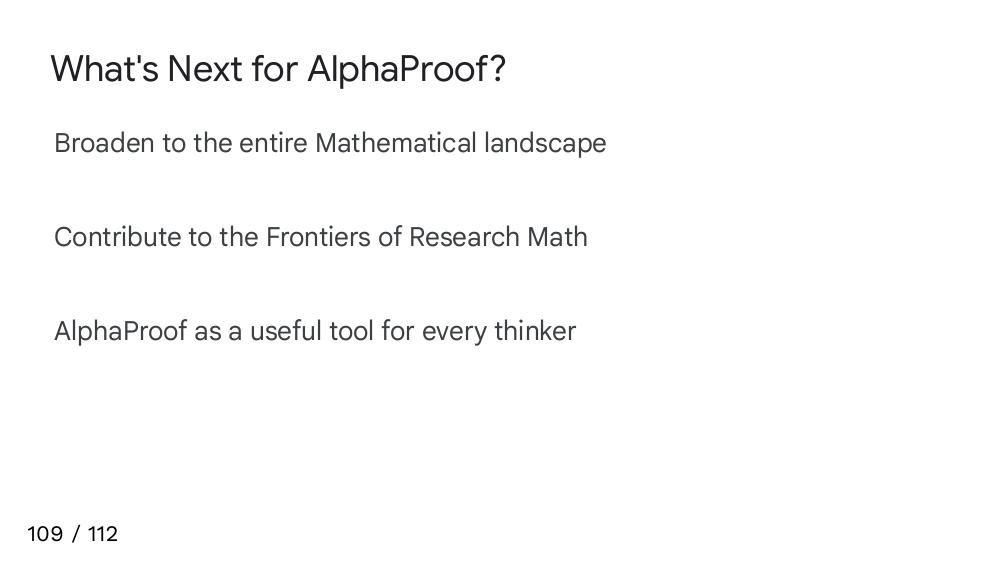 What's Next for AlphaProof?
Broaden to the entire Mathematical landscape
Contribute to the Frontiers of Research Math
AlphaProof as a useful tool for every thinker
109 / 112